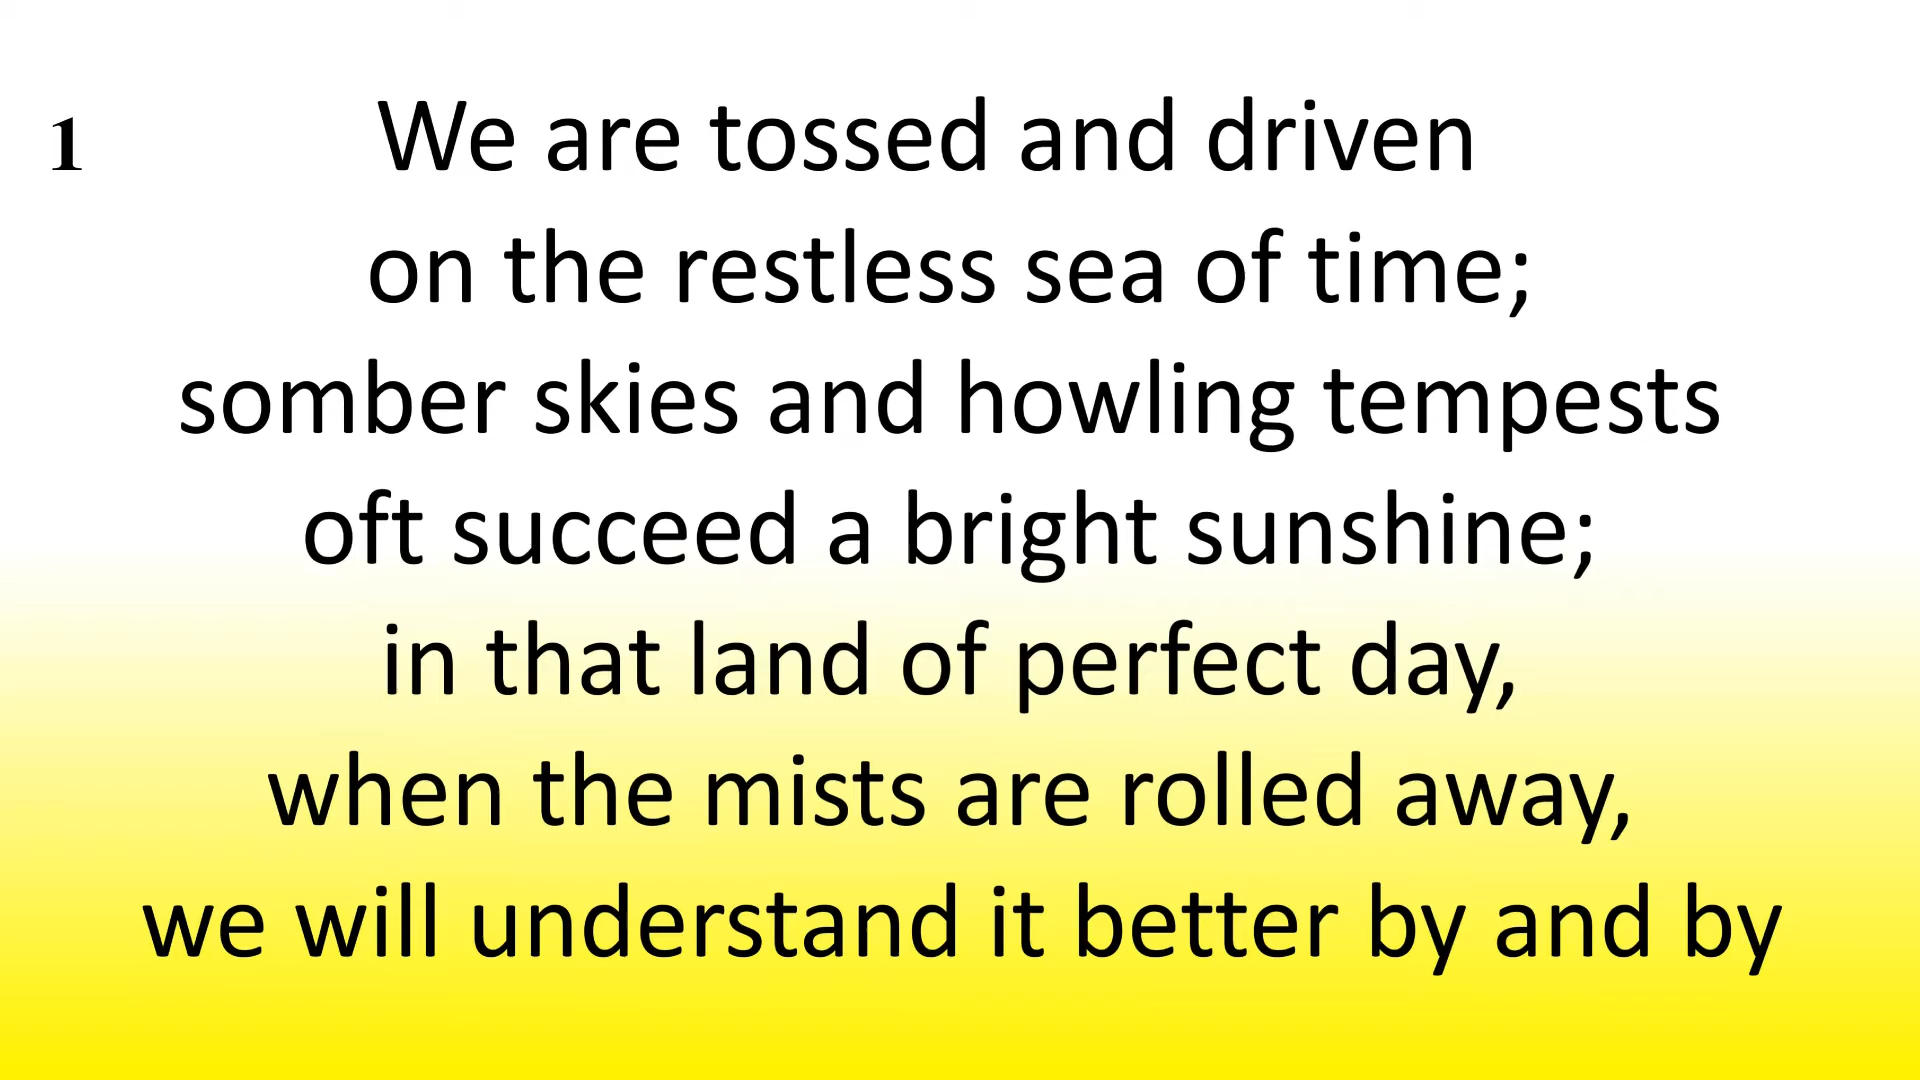 1 We are tossed and driven
on the restless sea of time;
somber skies and howling tempests
oft succeed a bright sunshine;
in that land of perfect day,
when the mists are rolled away,
we will understand it better by and by